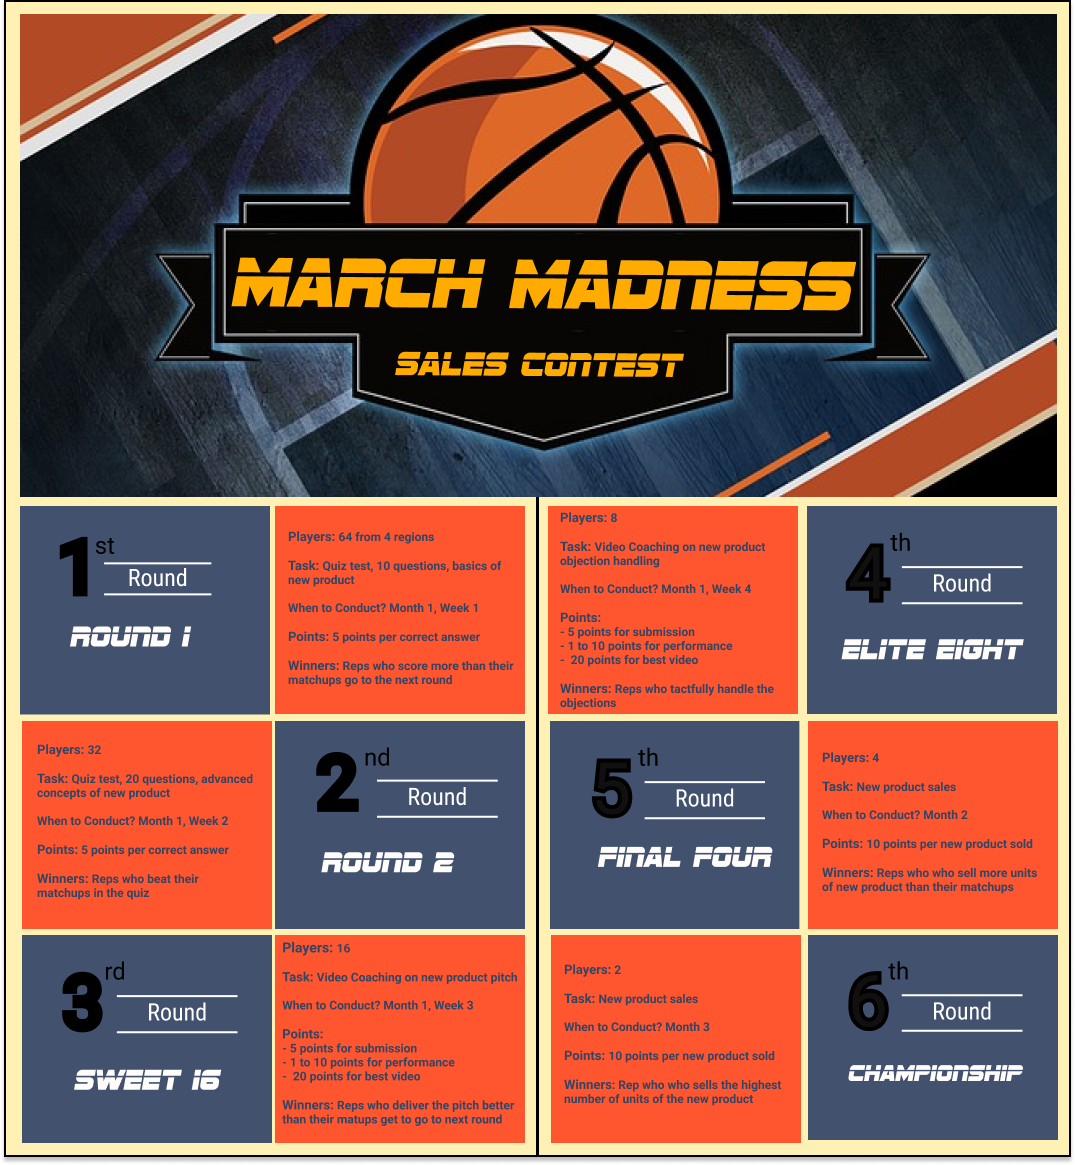 MARCH MADNESS
SALES CONTEST
1st
Round
ROUND 1
Players: 64 from 4 regions
Task: Quiz test, 10 questions, basics of
new product
When to Conduct? Month 1, Week 1
Points: 5 points per correct answer
Winners: Reps who score more than their
matchups go to the next round
Players: 32
Task: Quiz test, 20 questions, advanced
concepts of new product
When to Conduct? Month 1, Week 2
Points: 5 points per correct answer
Winners: Reps who beat their
matchups in the quiz
2nd
Round
ROUND 2
3rd
Round
SWEET 16
Players: 16
Task: Video Coaching on new product pitch
When to Conduct? Month 1, Week 3
Points:
- 5 points for submission
- 1 to 10 points for performance
- 20 points for best video
Winners: Reps who deliver the pitch better
than their matups get to go to next round
Players: 8
Task: Video Coaching on new product
objection handling
When to Conduct? Month 1, Week 4
Points:
- 5 points for submission
- 1 to 10 points for performance
- 20 points for best video
Winners: Reps who tactfully handle the
objections
4th
Round
ELITE EIGHT
5th
Round
FINAL FOUR
Players: 4
Task: New product sales
When to Conduct? Month 2
Points: 10 points per new product sold
Winners: Reps who who sell more units
of new product than their matchups
Players: 2
Task: New product sales
When to Conduct? Month 3
Points: 10 points per new product sold
Winners: Rep who who sells the highest
number of units of the new product
6th
Round
CHAMPIONSHIP